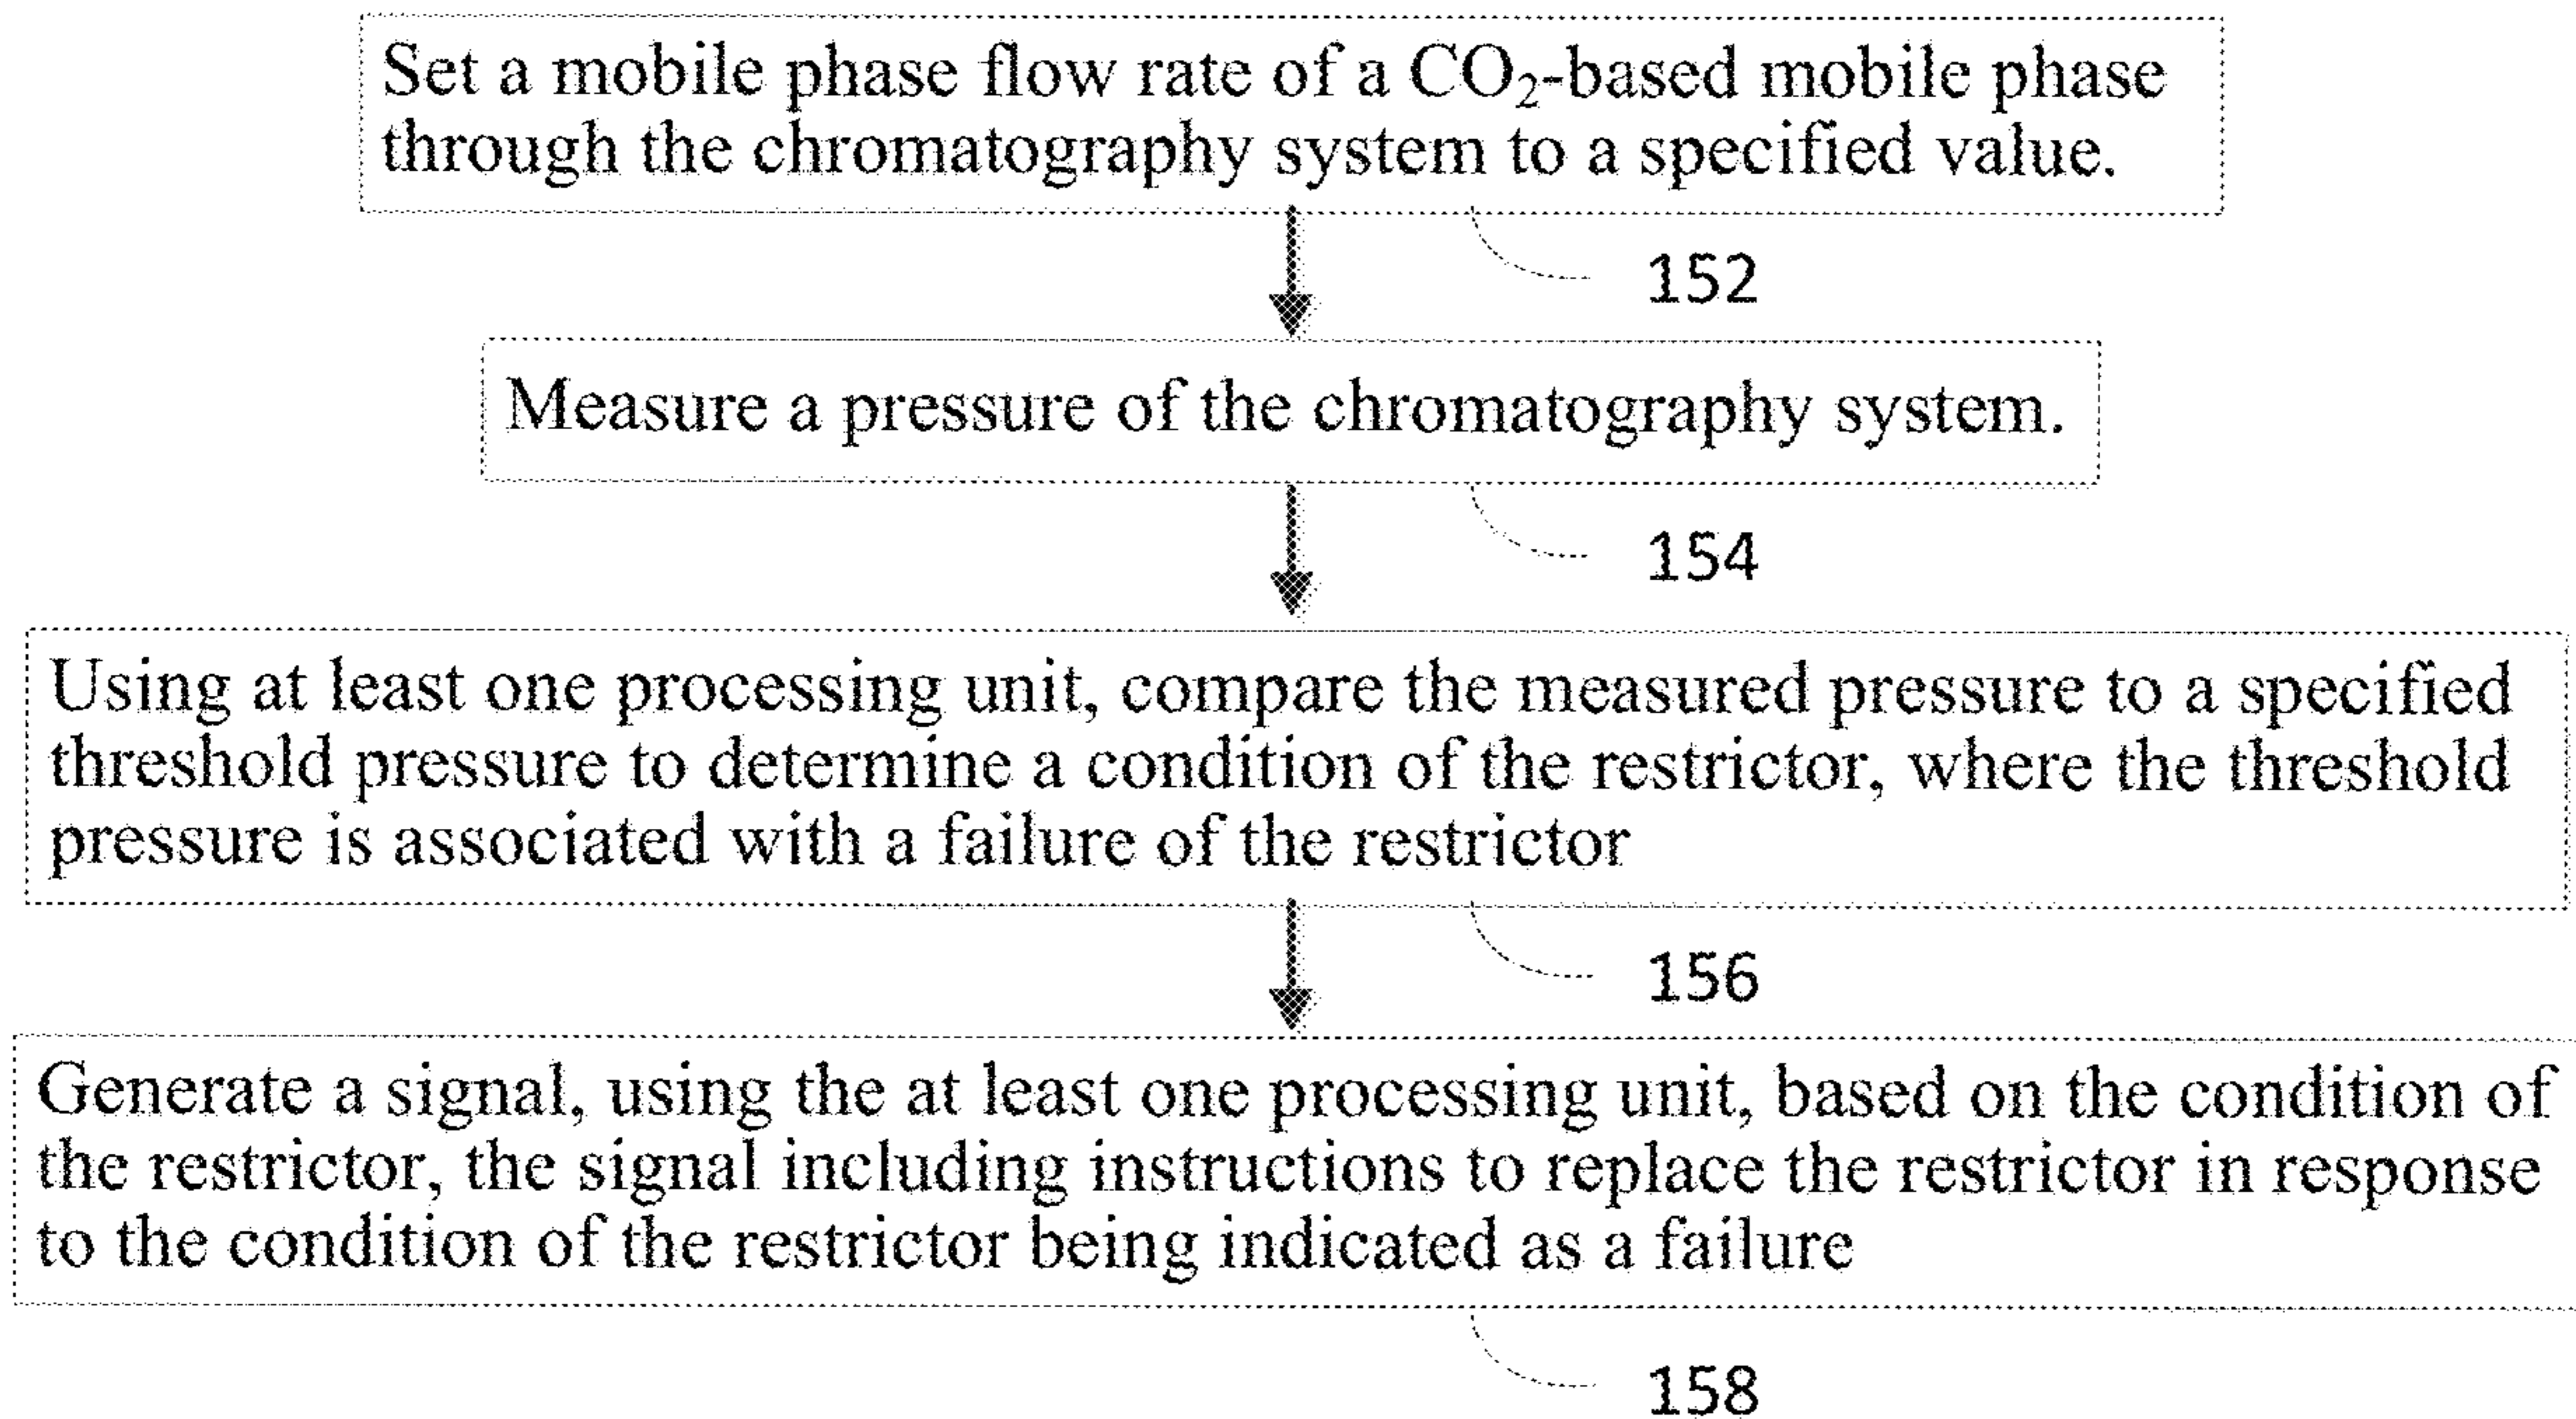 Set a mobile phase flow rate of a CO₂-based mobile phase
through the chromatography system to a specified value.
152
Measure a pressure of the chromatography system.
154
Using at least one processing unit, compare the measured pressure to a specified
threshold pressure to determine a condition of the restrictor, where the threshold
pressure is associated with a failure of the restrictor
156
Generate a signal, using the at least one processing unit, based on the condition of
the restrictor, the signal including instructions to replace the restrictor in response
to the condition of the restrictor being indicated as a failure
158